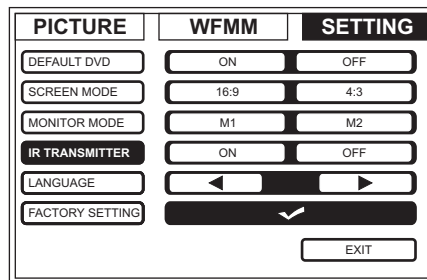 PICTURE WFMM SETTING
DEFAULT DVD ON OFF
SCREEN MODE 16:9 4:3
MONITOR MODE M1 M2
IR TRANSMITTER ON OFF
LANGUAGE
FACTORY SETTING
EXIT